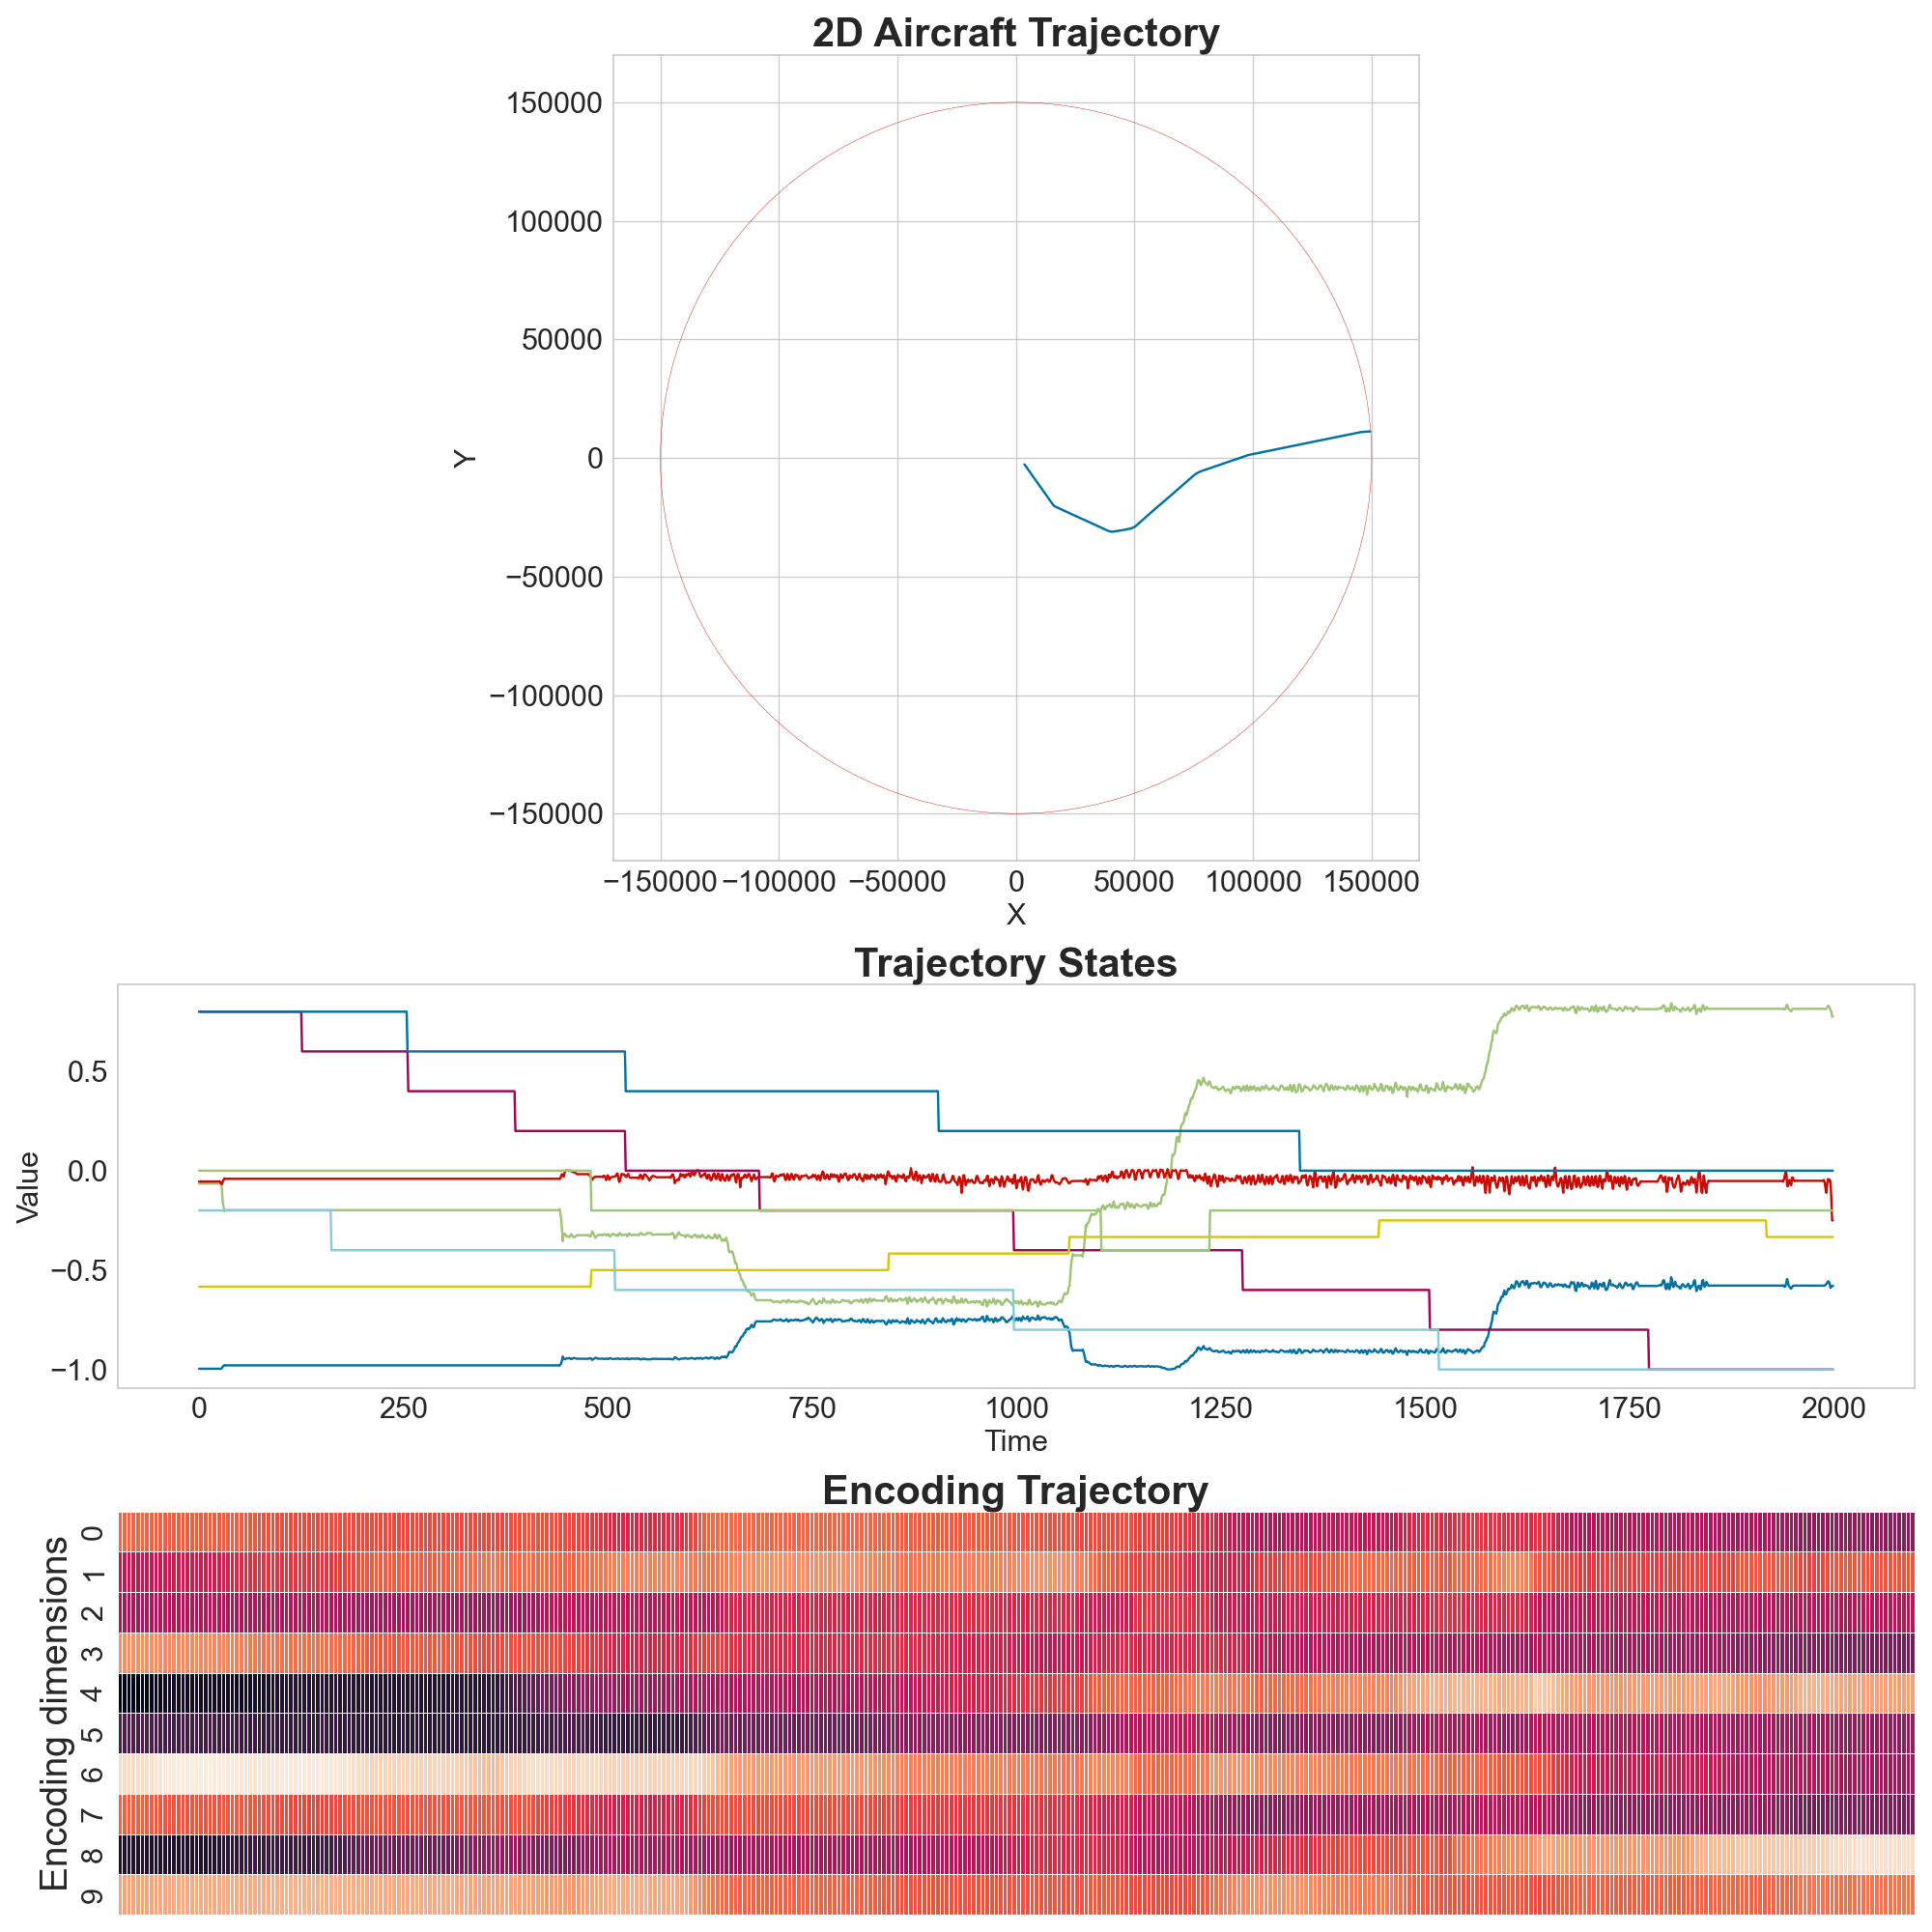 2D Aircraft Trajectory
150000
100000
50000
0
−50000
−100000
−150000
Y
−150000 −100000 −50000 0 50000 100000 150000
X
Trajectory States
0.5
0.0
−0.5
−1.0
Value
0 250 500 750 1000 1250 1500 1750 2000
Time
Encoding Trajectory
Encoding dimensions
0
1
2
3
4
5
6
7
8
9